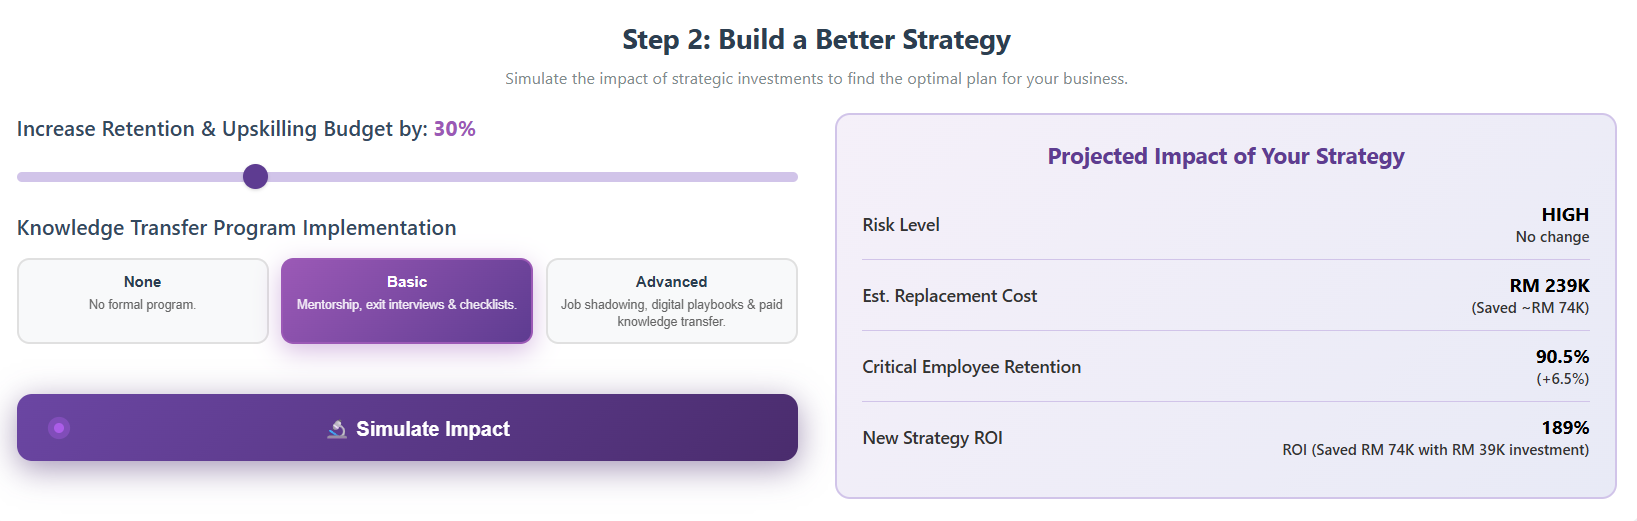 Step 2: Build a Better Strategy
Simulate the impact of strategic investments to find the optimal plan for your business.
Increase Retention & Upskilling Budget by: 30%
Knowledge Transfer Program Implementation
None
No formal program.
Basic
Mentorship, exit interviews & checklists.
Advanced
Job shadowing, digital playbooks & paid
knowledge transfer.
🔬 Simulate Impact
Projected Impact of Your Strategy
Risk Level
HIGH
No change
Est. Replacement Cost
RM 239K
(Saved ~RM 74K)
Critical Employee Retention
90.5%
(+6.5%)
New Strategy ROI
189%
ROI (Saved RM 74K with RM 39K investment)